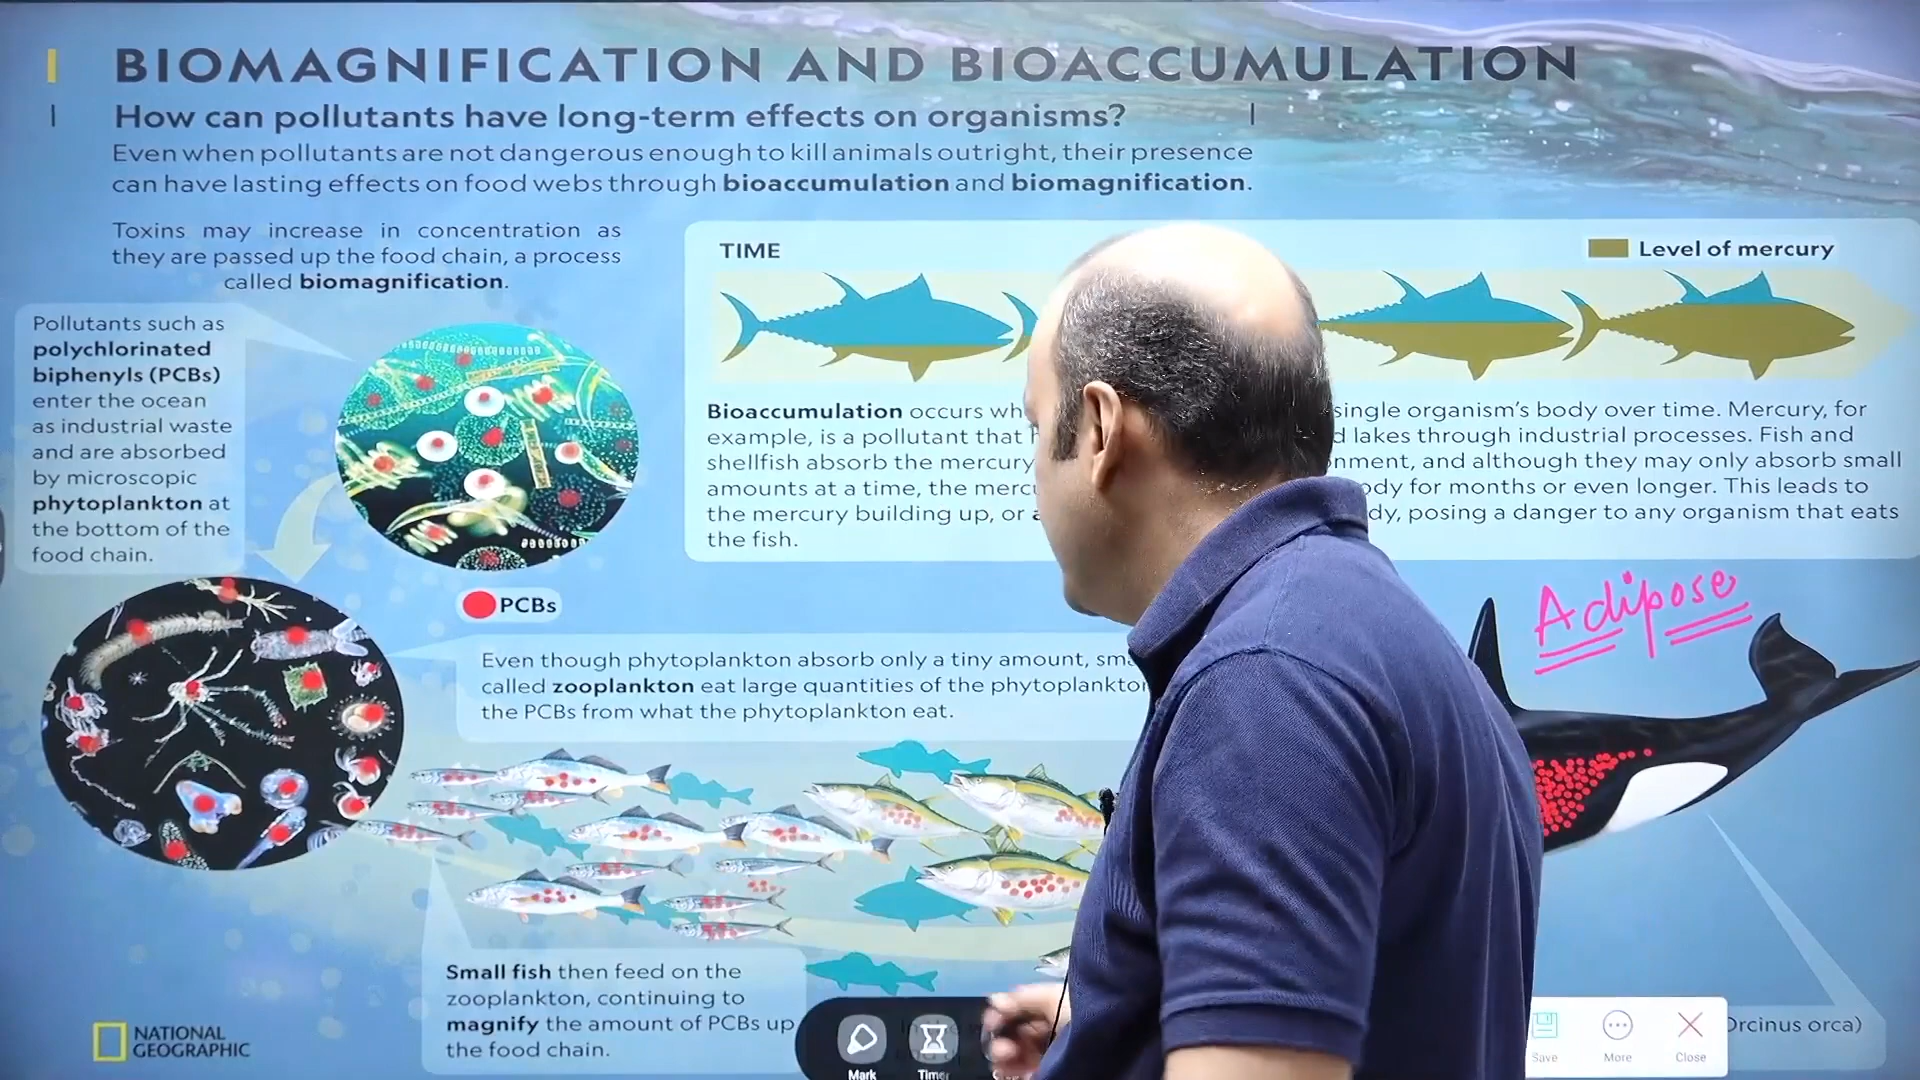 BIOMAGNIFICATION AND BIOACCUMULATION
How can pollutants have long-term effects on organisms?
Even when pollutants are not dangerous enough to kill animals outright, their presence
can have lasting effects on food webs through bioaccumulation and biomagnification.
Toxins may increase in concentration as
they are passed up the food chain, a process
called biomagnification.
Pollutants such as
polychlorinated
biphenyls (PCBs)
enter the ocean
as industrial waste
and are absorbed
by microscopic
phytoplankton at
the bottom of the
food chain.
TIME
Level of mercury
Bioaccumulation occurs single organism's body over time. Mercury, for
example, is a pollutant that lakes through industrial processes. Fish and
shellfish absorb the mercury and although they may only absorb small
amounts at a time, the for months or even longer. This leads to
the mercury building up, or posing a danger to any organism that eats
the fish.
PCBs
Adipose
Even though phytoplankton absorb only a tiny amount,
called zooplankton eat large quantities of the
the PCBs from what the phytoplankton eat.
Small fish then feed on the
zooplankton, continuing to
magnify the amount of PCBs up
the food chain.
NATIONAL
GEOGRAPHIC
Mark
Timer
Save
More
Close
Orcinus orca)